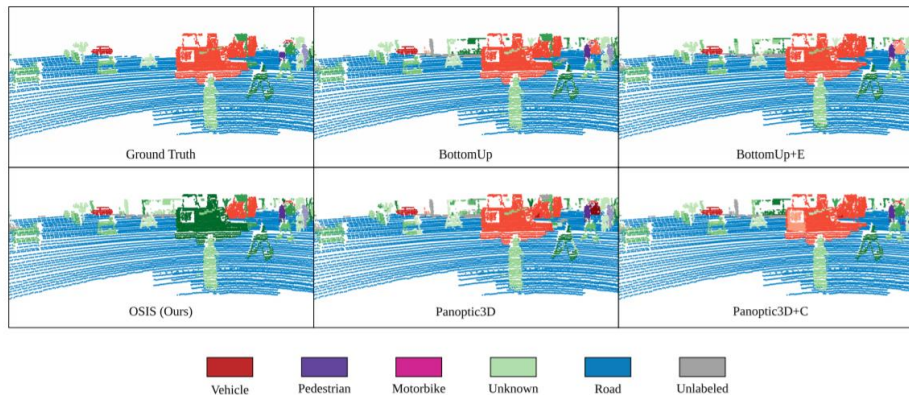 Ground Truth
BottomUp
BottomUp+E
OSIS (Ours)
Panoptic3D
Panoptic3D+C
Vehicle
Pedestrian
Motorbike
Unknown
Road
Unlabeled